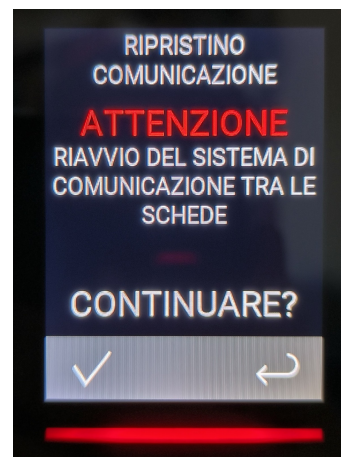 RIPRISTINO
COMUNICAZIONE
ATTENZIONE
RIAVVIO DEL SISTEMA DI
COMUNICAZIONE TRA LE
SCHEDE
CONTINUARE?